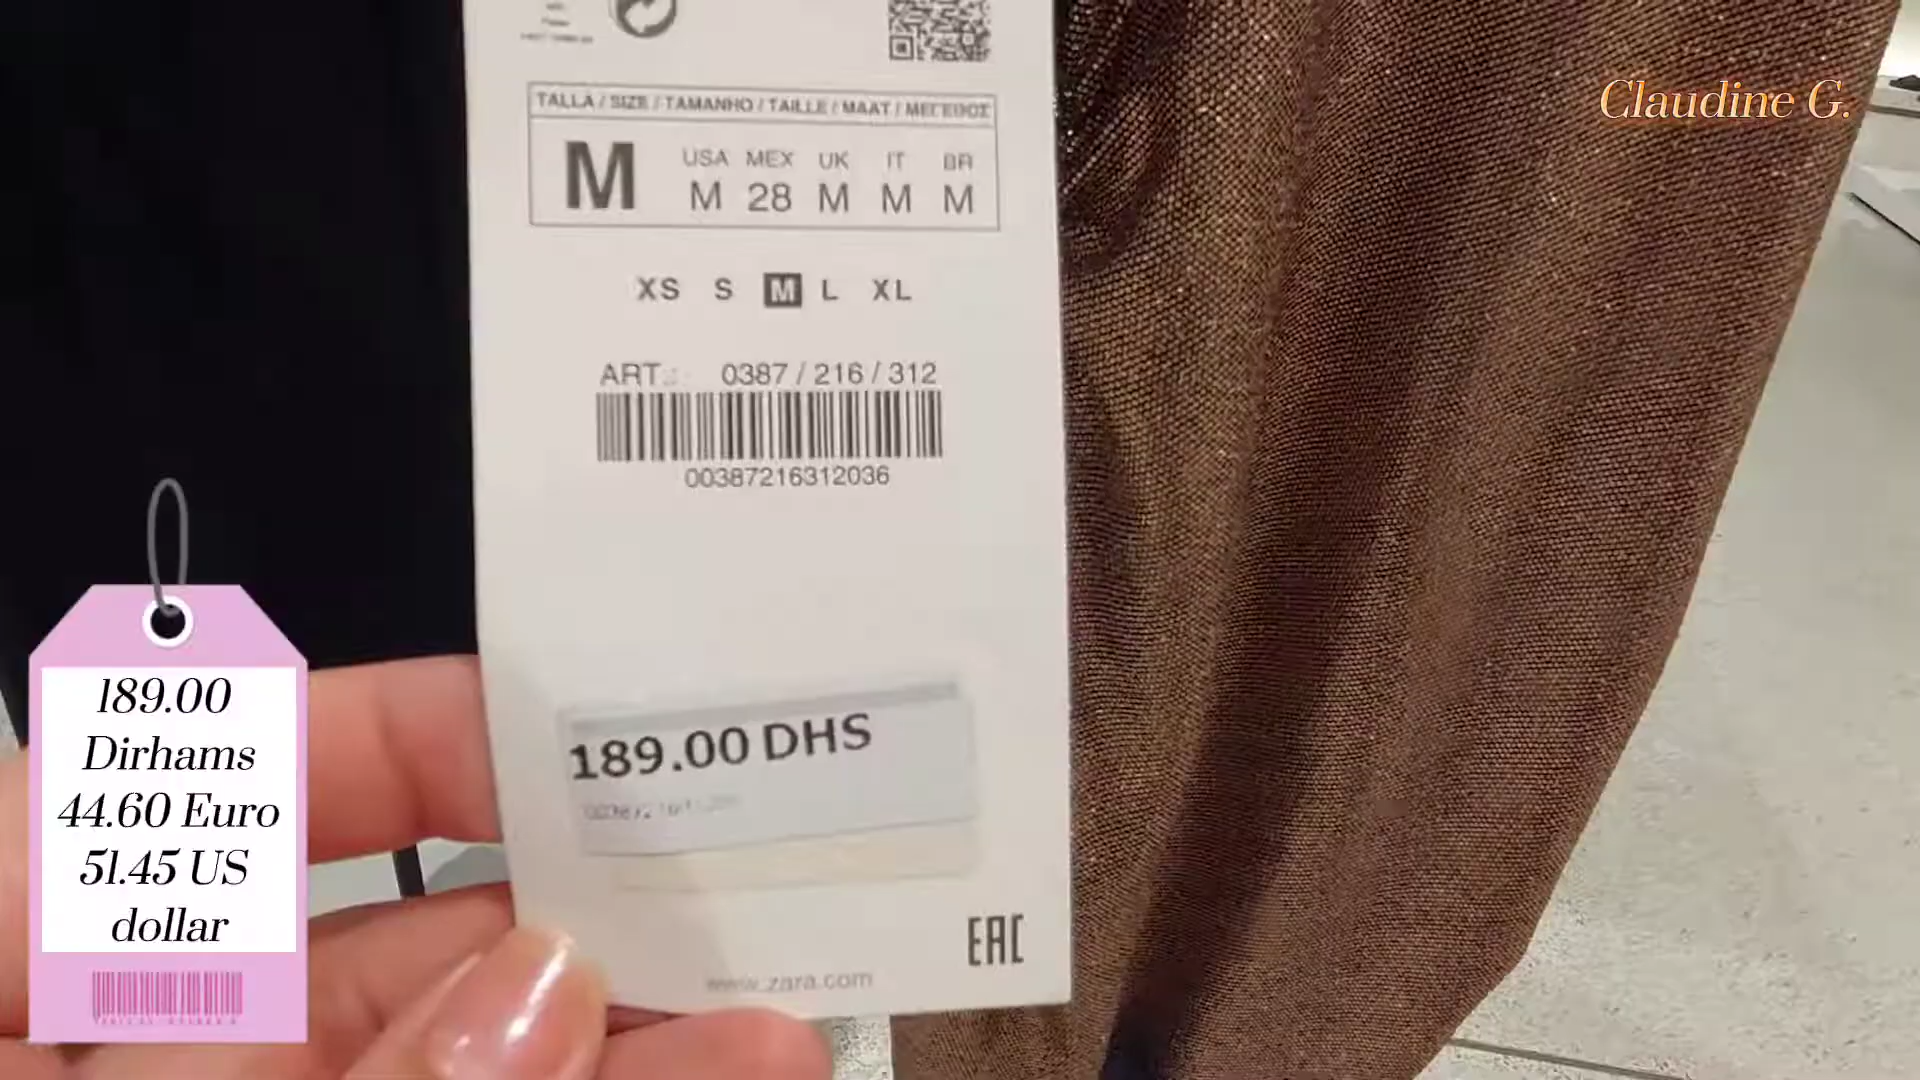 Claudine G.
TALLA / SIZE / TAMANHO / TAILLE / MAAT / ΜΕΓΕΘΟΣ
M
USA MEX UK IT BR
M 28 M M M
XS S M L XL
ART.: 0387 / 216 / 312
00387216312036
189.00 DHS
EAC
www.zara.com
189.00
Dirhams
44.60 Euro
51.45 US
dollar